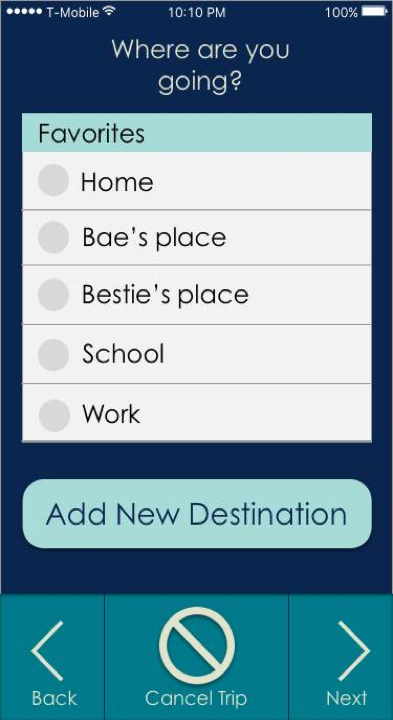 T-Mobile 10:10 PM 100%
Where are you
going?
Favorites
Home
Bae's place
Bestie's place
School
Work
Add New Destination
Back Cancel Trip Next